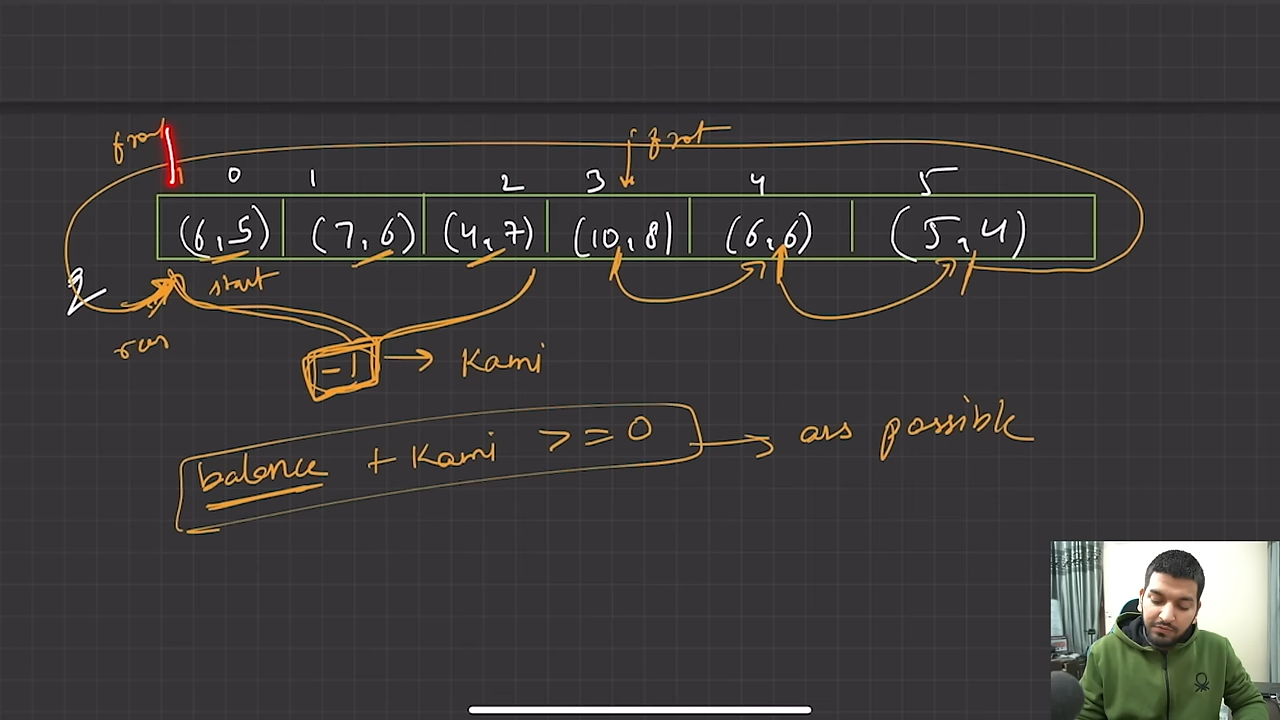 front front
0 1 2 3 4 5
(6,5) (7,6) (4,7) (10,8) (6,6) (5,4)
start
-1 → Kami
balance + Kami >= 0 → ans possible